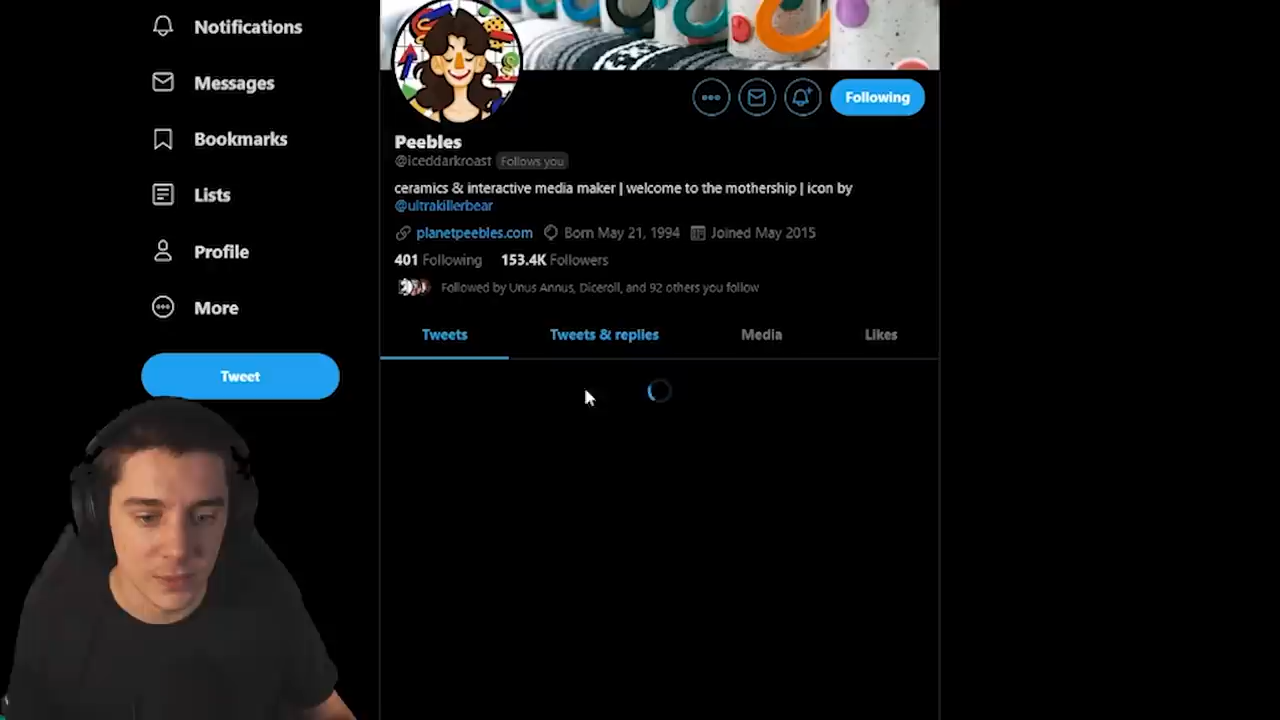 Notifications
Messages
Bookmarks
Lists
Profile
More
Tweet
Following
Peebles
@iceddarkroast Follows you
ceramics & interactive media maker | welcome to the mothership | icon by
@ultrakillerbear
planetpeebles.com Born May 21, 1994 Joined May 2015
401 Following 153.4K Followers
Followed by Unus Annus, Diceroll, and 92 others you follow
Tweets Tweets & replies Media Likes